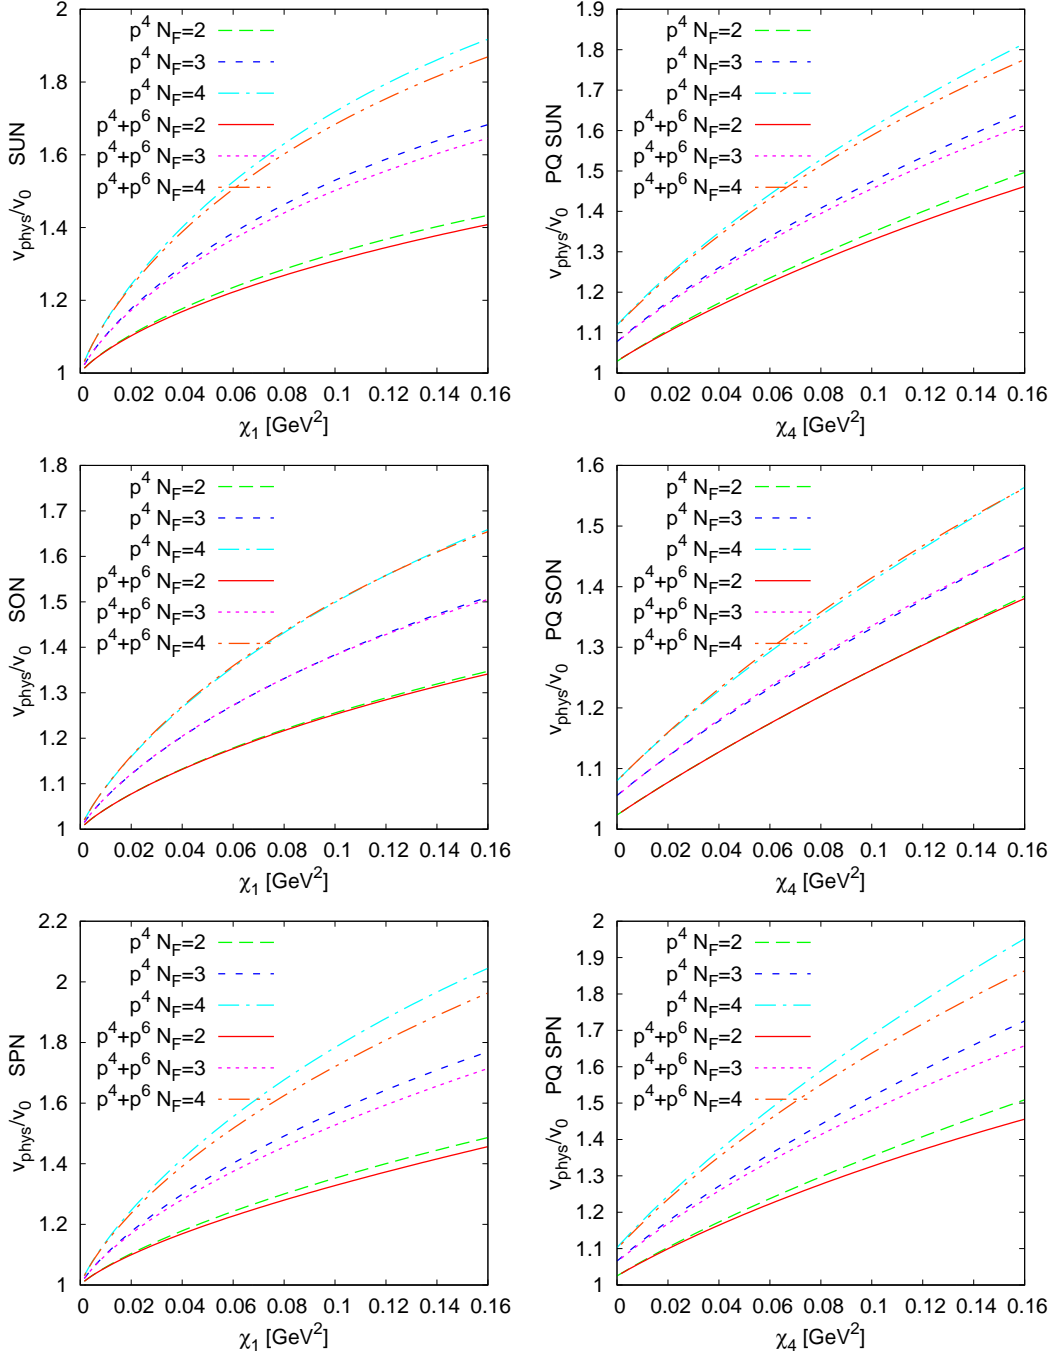 2
1.8
1.6
1.4
1.2
1
v_phys/v_0 SUN
p^4 N_F=2
p^4 N_F=3
p^4 N_F=4
p^4+p^6 N_F=2
p^4+p^6 N_F=3
p^4+p^6 N_F=4
0 0.02 0.04 0.06 0.08 0.1 0.12 0.14 0.16
χ_1 [GeV^2]
1.9
1.8
1.7
1.6
1.5
1.4
1.3
1.2
1.1
1
v_phys/v_0 PQ SUN
p^4 N_F=2
p^4 N_F=3
p^4 N_F=4
p^4+p^6 N_F=2
p^4+p^6 N_F=3
p^4+p^6 N_F=4
0 0.02 0.04 0.06 0.08 0.1 0.12 0.14 0.16
χ_4 [GeV^2]
1.8
1.7
1.6
1.5
1.4
1.3
1.2
1.1
1
v_phys/v_0 SON
p^4 N_F=2
p^4 N_F=3
p^4 N_F=4
p^4+p^6 N_F=2
p^4+p^6 N_F=3
p^4+p^6 N_F=4
0 0.02 0.04 0.06 0.08 0.1 0.12 0.14 0.16
χ_1 [GeV^2]
1.6
1.5
1.4
1.3
1.2
1.1
1
v_phys/v_0 PQ SON
p^4 N_F=2
p^4 N_F=3
p^4 N_F=4
p^4+p^6 N_F=2
p^4+p^6 N_F=3
p^4+p^6 N_F=4
0 0.02 0.04 0.06 0.08 0.1 0.12 0.14 0.16
χ_4 [GeV^2]
2.2
2
1.8
1.6
1.4
1.2
1
v_phys/v_0 SPN
p^4 N_F=2
p^4 N_F=3
p^4 N_F=4
p^4+p^6 N_F=2
p^4+p^6 N_F=3
p^4+p^6 N_F=4
0 0.02 0.04 0.06 0.08 0.1 0.12 0.14 0.16
χ_1 [GeV^2]
2
1.9
1.8
1.7
1.6
1.5
1.4
1.3
1.2
1.1
1
v_phys/v_0 PQ SPN
p^4 N_F=2
p^4 N_F=3
p^4 N_F=4
p^4+p^6 N_F=2
p^4+p^6 N_F=3
p^4+p^6 N_F=4
0 0.02 0.04 0.06 0.08 0.1 0.12 0.14 0.16
χ_4 [GeV^2]